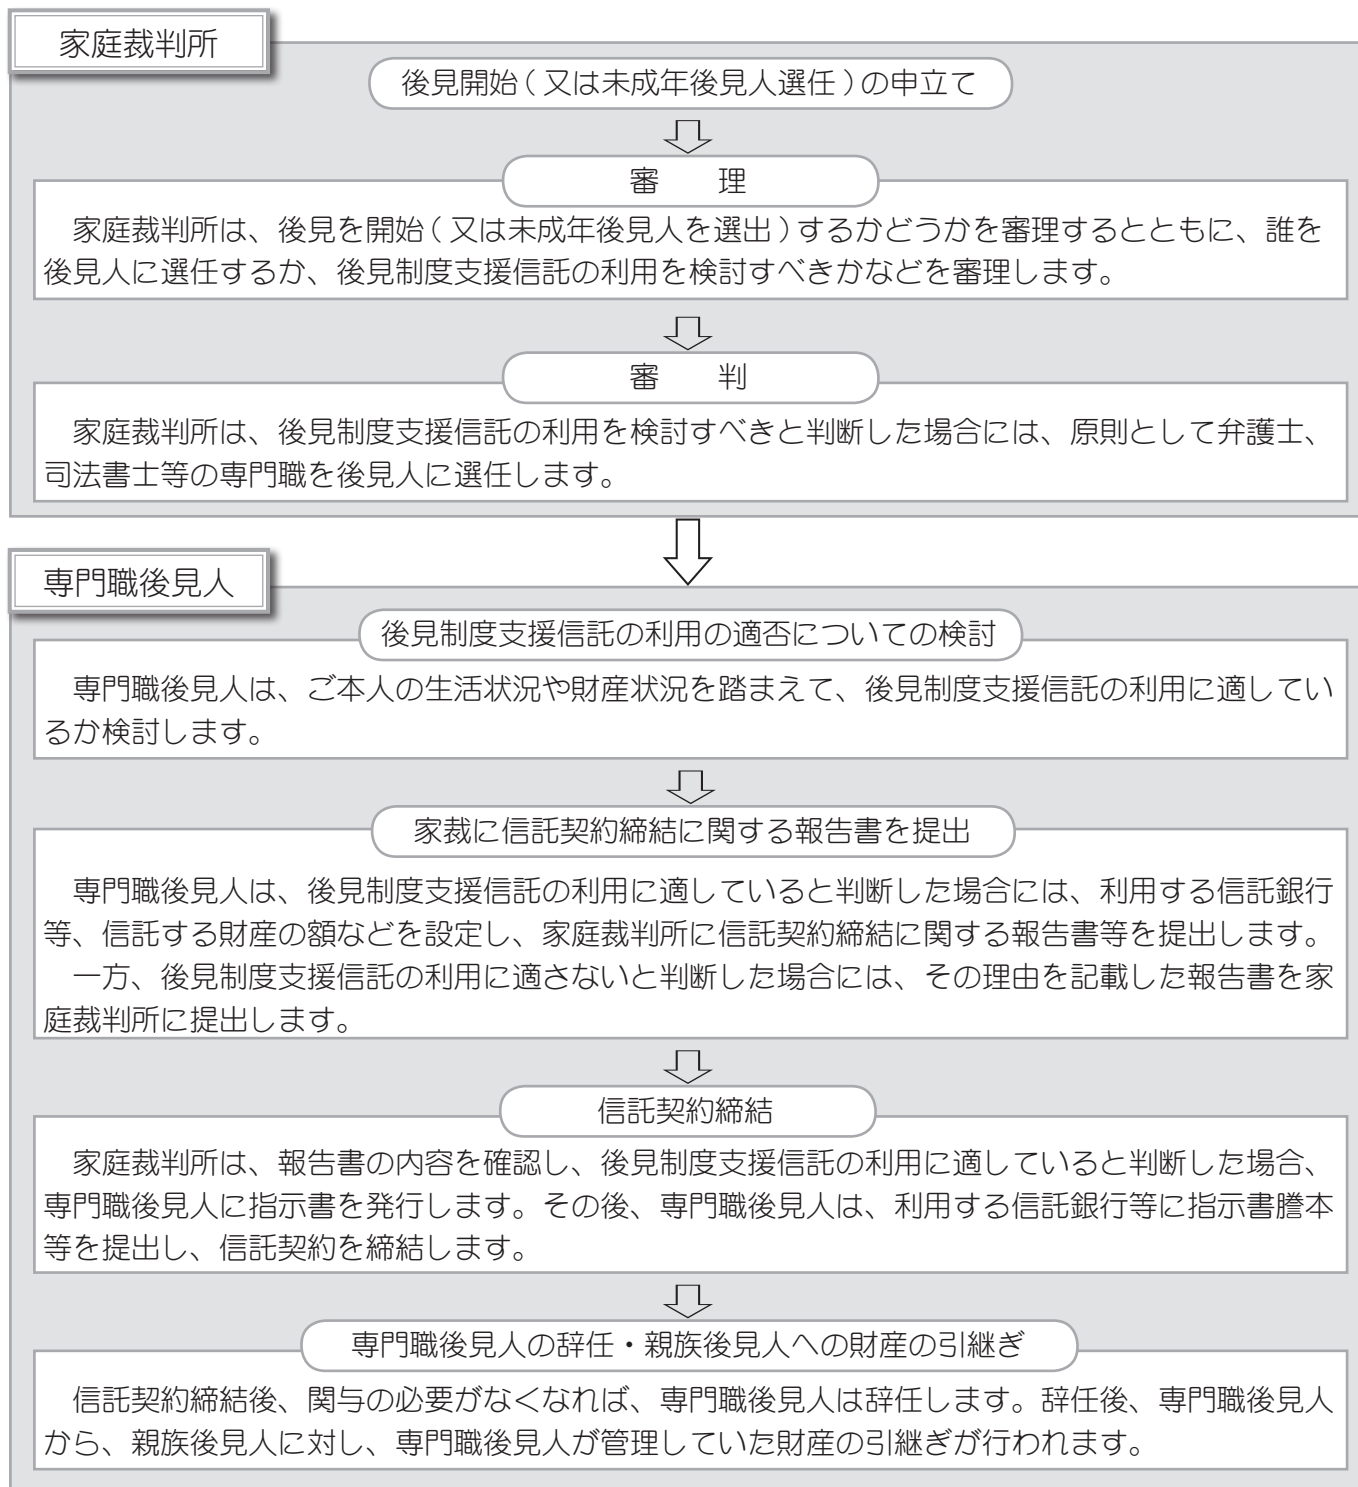 家庭裁判所
後見開始(又は未成年後見人選任)の申立て
審　理
家庭裁判所は、後見を開始(又は未成年後見人を選出)するかどうかを審理するとともに、誰を
後見人に選任するか、後見制度支援信託の利用を検討すべきかなどを審理します。
審　判
家庭裁判所は、後見制度支援信託の利用を検討すべきと判断した場合には、原則として弁護士、
司法書士等の専門職を後見人に選任します。
専門職後見人
後見制度支援信託の利用の適否についての検討
専門職後見人は、ご本人の生活状況や財産状況を踏まえて、後見制度支援信託の利用に適してい
るか検討します。
家裁に信託契約締結に関する報告書を提出
専門職後見人は、後見制度支援信託の利用に適していると判断した場合には、利用する信託銀行
等、信託する財産の額などを設定し、家庭裁判所に信託契約締結に関する報告書等を提出します。
一方、後見制度支援信託の利用に適さないと判断した場合には、その理由を記載した報告書を家
庭裁判所に提出します。
信託契約締結
家庭裁判所は、報告書の内容を確認し、後見制度支援信託の利用に適していると判断した場合、
専門職後見人に指示書を発行します。その後、専門職後見人は、利用する信託銀行等に指示書謄本
等を提出し、信託契約を締結します。
専門職後見人の辞任・親族後見人への財産の引継ぎ
信託契約締結後、関与の必要がなくなれば、専門職後見人は辞任します。辞任後、専門職後見人
から、親族後見人に対し、専門職後見人が管理していた財産の引継ぎが行われます。